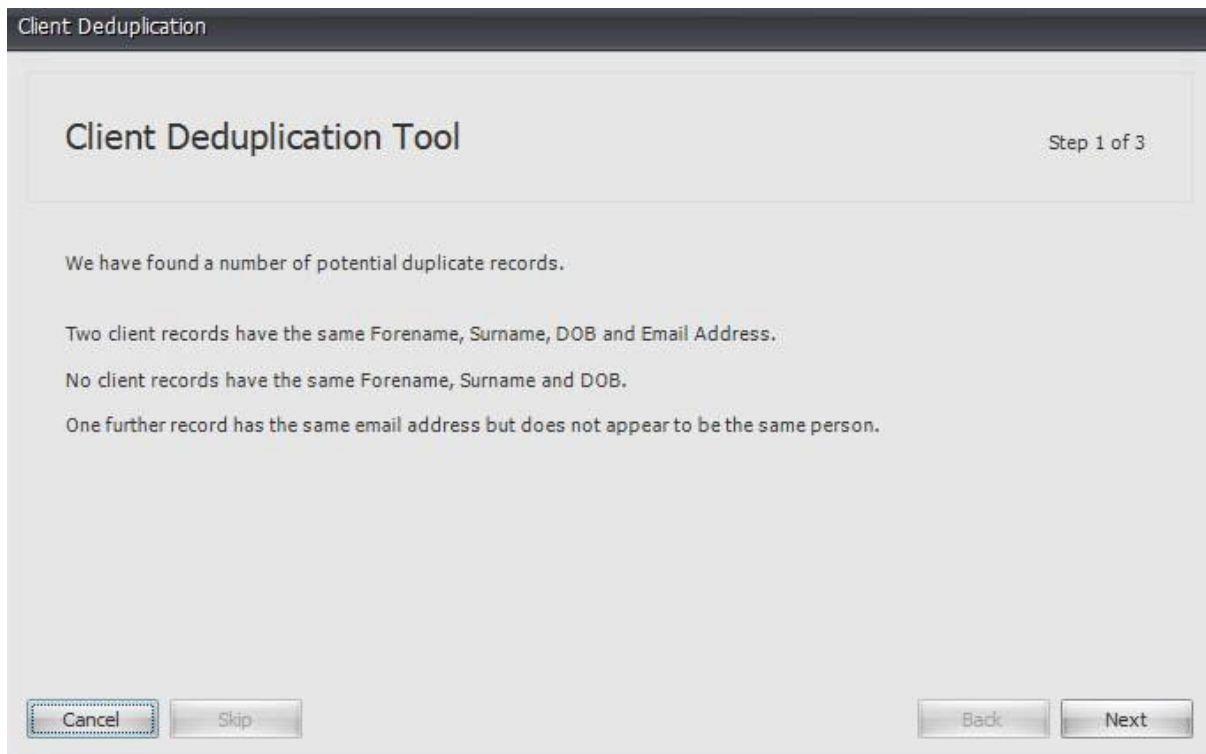 Client Deduplication
Client Deduplication Tool
Step 1 of 3
We have found a number of potential duplicate records.
Two client records have the same Forename, Surname, DOB and Email Address.
No client records have the same Forename, Surname and DOB.
One further record has the same email address but does not appear to be the same person.
Cancel
Skip
Back
Next